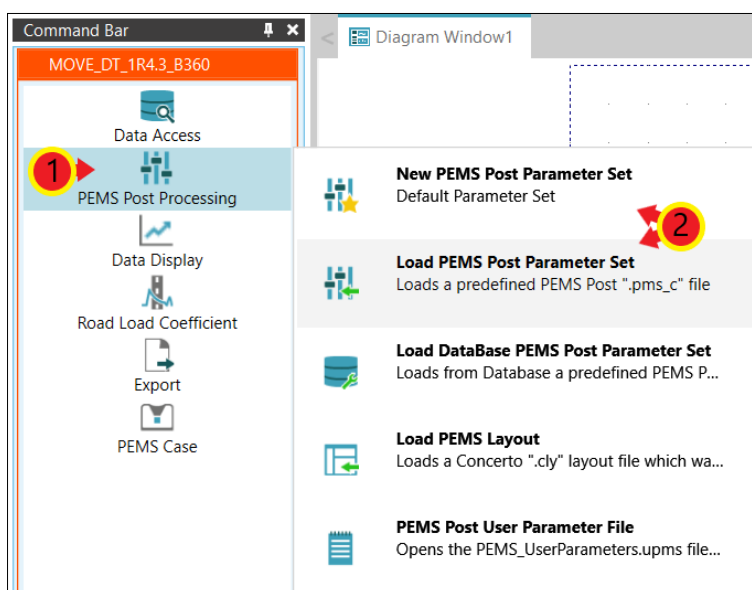 Command Bar
Diagram Window1
MOVE_DT_1R4.3_B360
Data Access
1
PEMS Post Processing
Data Display
Road Load Coefficient
Export
PEMS Case
New PEMS Post Parameter Set
Default Parameter Set
2
Load PEMS Post Parameter Set
Loads a predefined PEMS Post ".pms_c" file
Load DataBase PEMS Post Parameter Set
Loads from Database a predefined PEMS P...
Load PEMS Layout
Loads a Concerto ".cly" layout file which wa...
PEMS Post User Parameter File
Opens the PEMS_UserParameters.upms file...